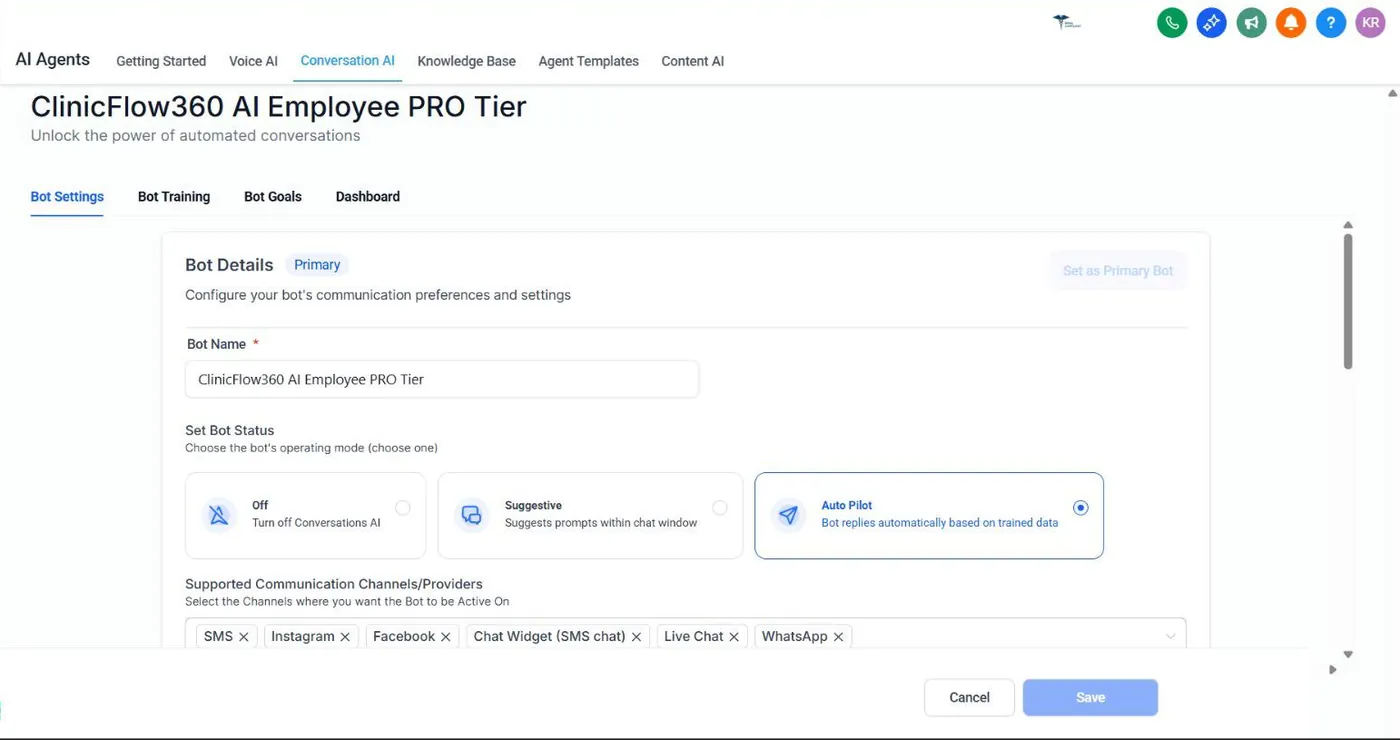 KR
AI Agents Getting Started Voice AI Conversation AI Knowledge Base Agent Templates Content AI
ClinicFlow360 AI Employee PRO Tier
Unlock the power of automated conversations
Bot Settings Bot Training Bot Goals Dashboard
Bot Details Primary Set as Primary Bot
Configure your bot's communication preferences and settings
Bot Name *
ClinicFlow360 AI Employee PRO Tier
Set Bot Status
Choose the bot's operating mode (choose one)
Off Suggestive Auto Pilot
Turn off Conversations AI Suggests prompts within chat window Bot replies automatically based on trained data
Supported Communication Channels/Providers
Select the Channels where you want the Bot to be Active On
SMS Instagram Facebook Chat Widget (SMS chat) Live Chat WhatsApp
Cancel Save